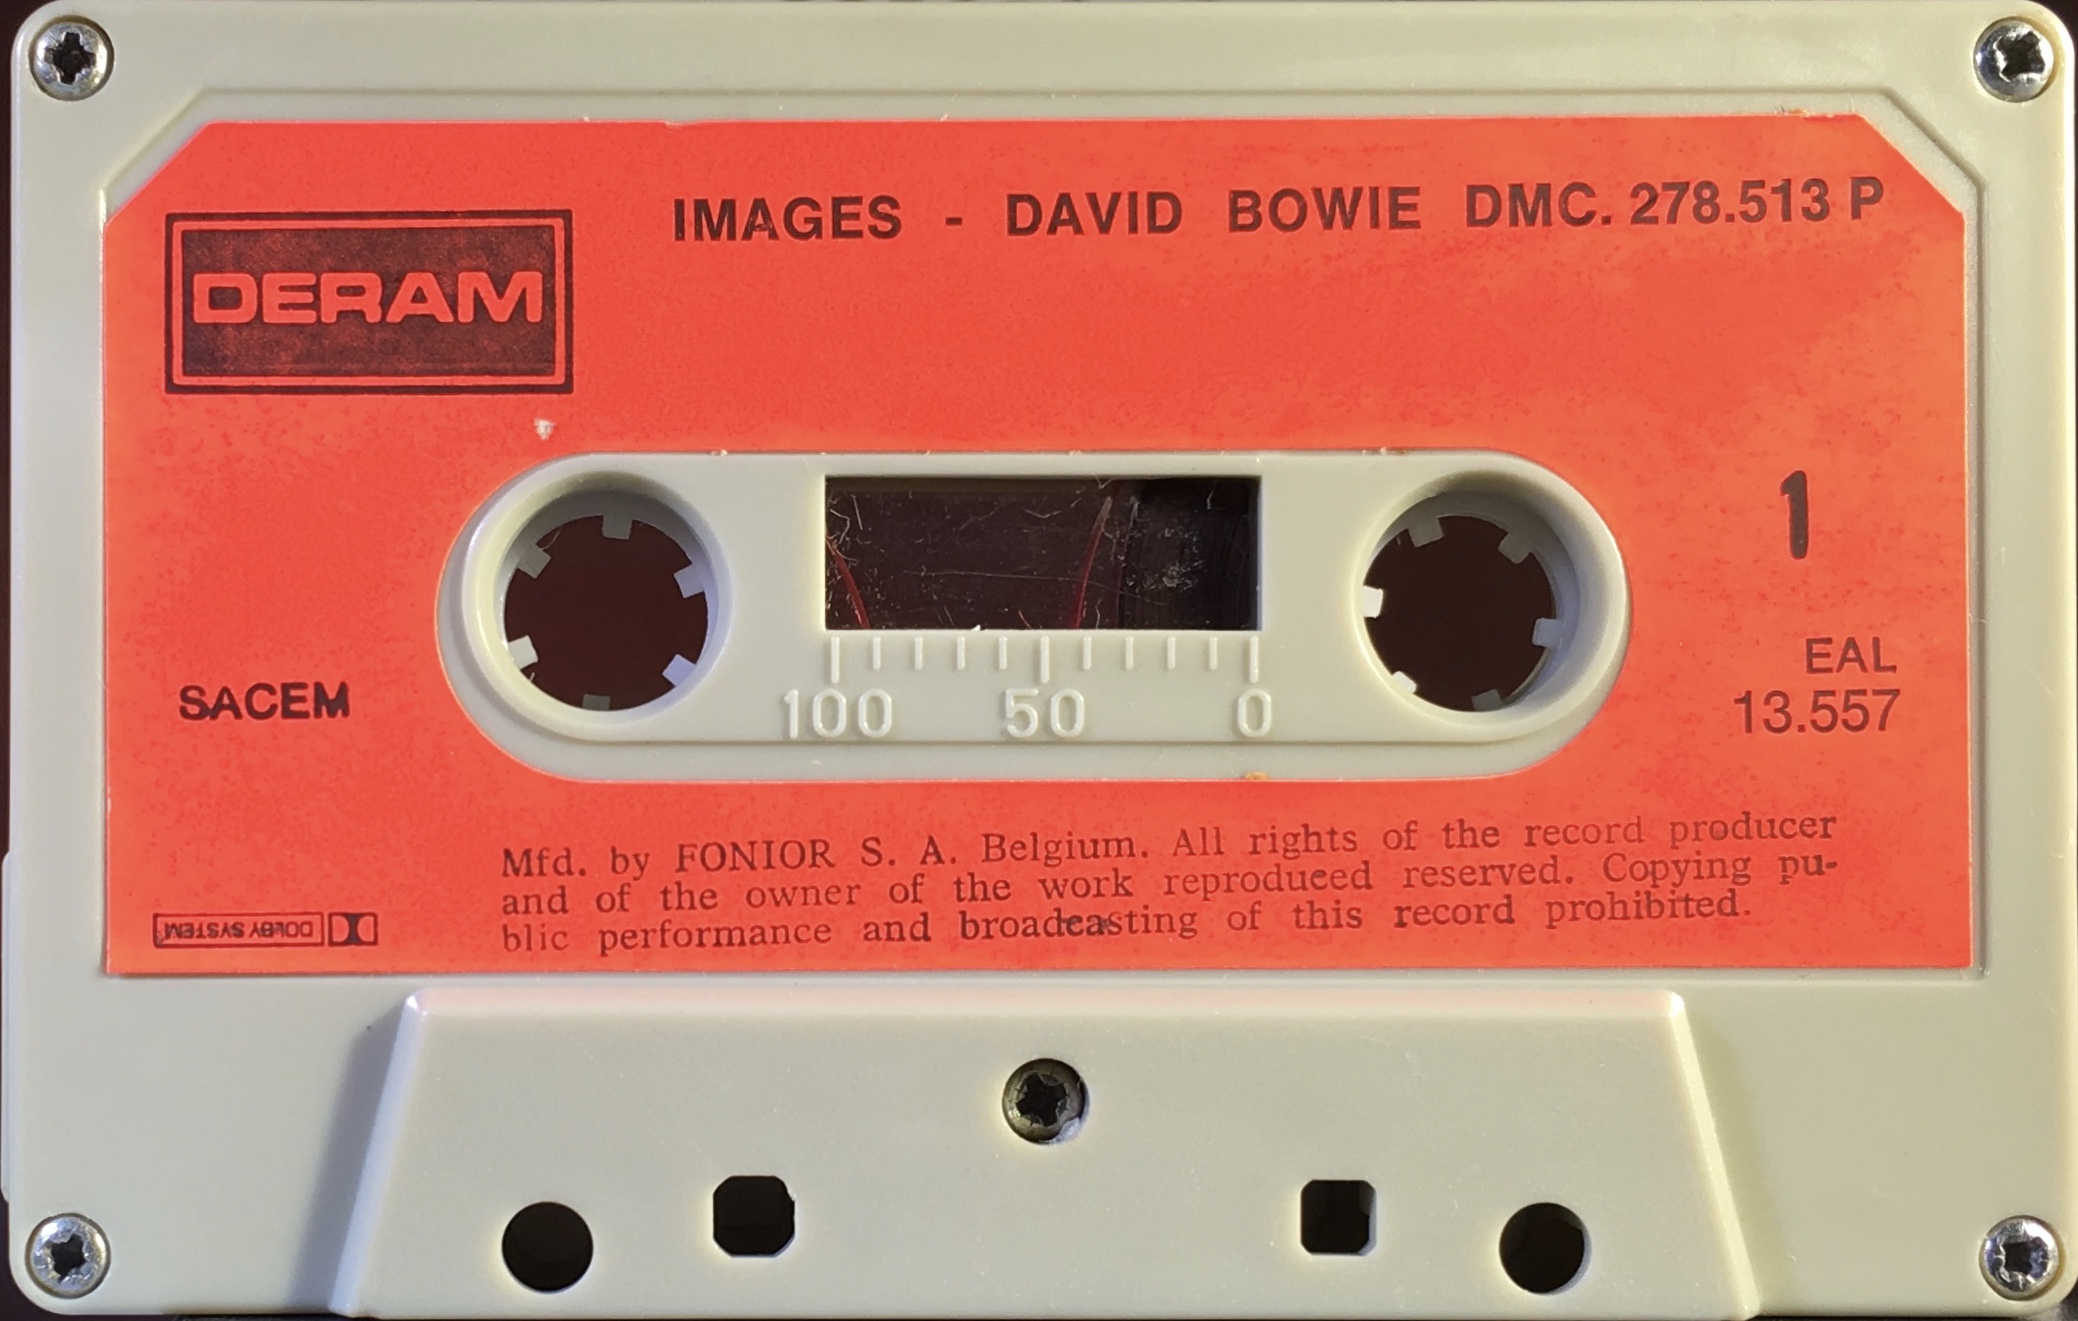 IMAGES - DAVID BOWIE DMC. 278.513 P
DERAM
1
EAL
13.557
SACEM
100 50 0
Mfd. by FONIOR S. A. Belgium. All rights of the record producer
and of the owner of the work reproduced reserved. Copying pu-
blic performance and broadcasting of this record prohibited.
DOLBY SYSTEM